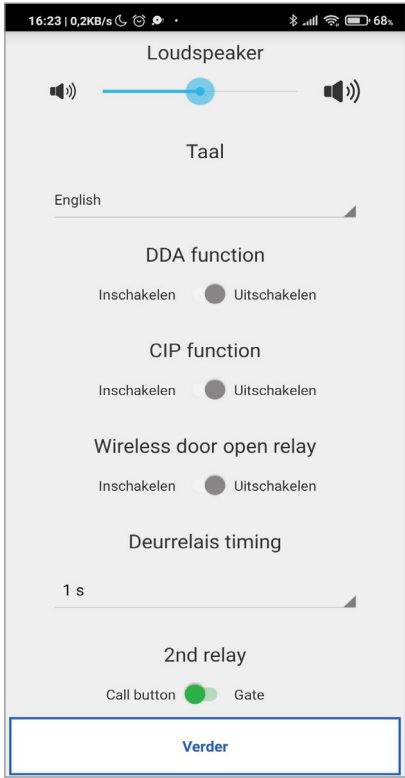 16:23 | 0,2KB/s 68%
Loudspeaker
Taal
English
DDA function
Inschakelen Uitschakelen
CIP function
Inschakelen Uitschakelen
Wireless door open relay
Inschakelen Uitschakelen
Deurrelais timing
1 s
2nd relay
Call button Gate
Verder